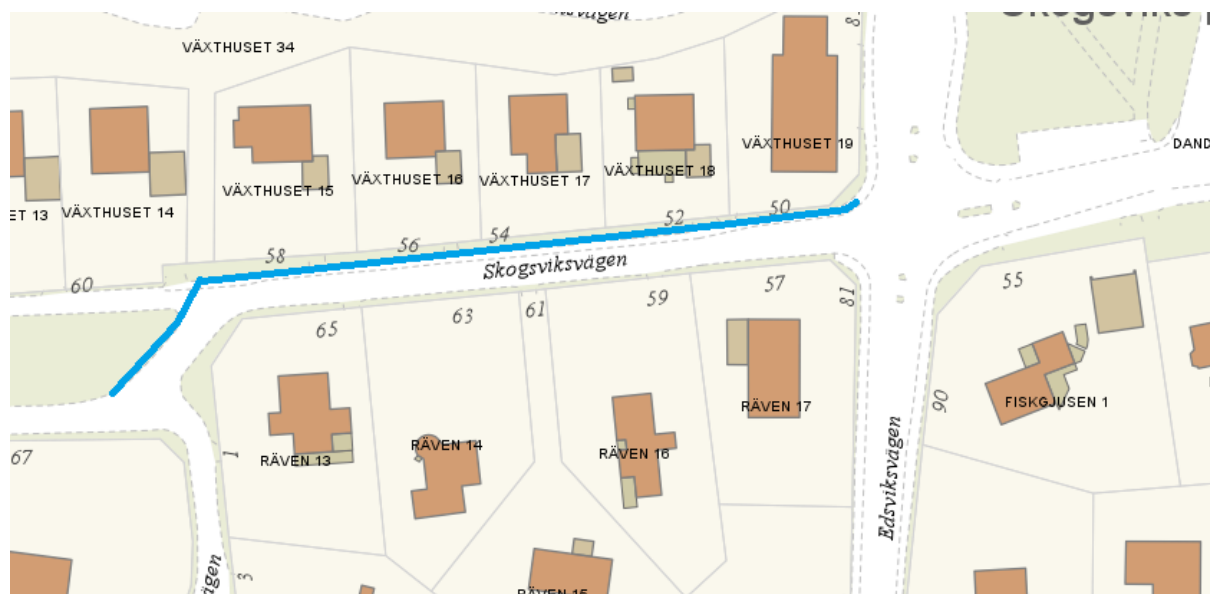 VÄXTHUSET 34
8
VÄXTHUSET 19
DAND
VÄXTHUSET 18
VÄXTHUSET 17
VÄXTHUSET 16
VÄXTHUSET 15
VÄXTHUSET 14
ET 13
50
52
54
56
58
60
Skogsviksvägen
55
57
59
61
63
65
81
67
90
FISKGJUSEN 1
RÄVEN 17
RÄVEN 16
RÄVEN 14
RÄVEN 13
1
3
Edsviksvägen
ägen
RÄVEN 15